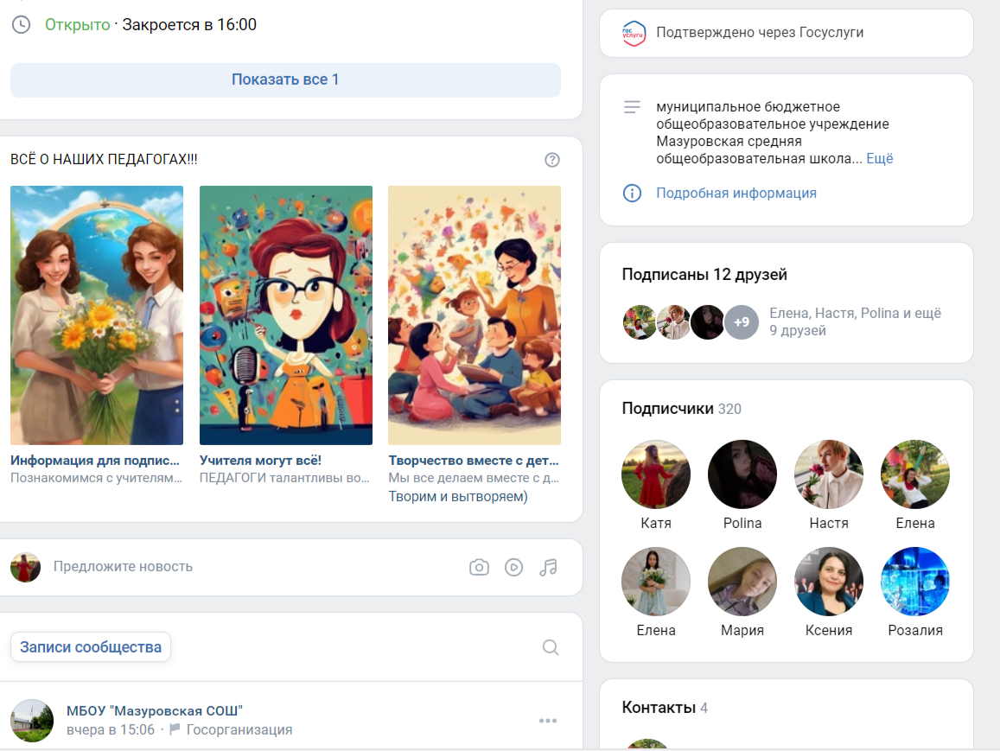 Открыто · Закроется в 16:00
Показать все 1
ВСЁ О НАШИХ ПЕДАГОГАХ!!!
Информация для подпис...
Познакомимся с учителям...
Учителя могут всё!
ПЕДАГОГИ талантливы во...
Творчество вместе с дет...
Мы все делаем вместе с д...
Творим и вытворяем)
Предложите новость
Записи сообщества
МБОУ "Мазуровская СОШ"
вчера в 15:06 · Госорганизация
гос
услуги
Подтверждено через Госуслуги
муниципальное бюджетное
общеобразовательное учреждение
Мазуровская средняя
общеобразовательная школа... Ещё
Подробная информация
Подписаны 12 друзей
+9
Елена, Настя, Polina и ещё
9 друзей
Подписчики 320
Катя
Polina
Настя
Елена
Елена
Мария
Ксения
Розалия
Контакты 4